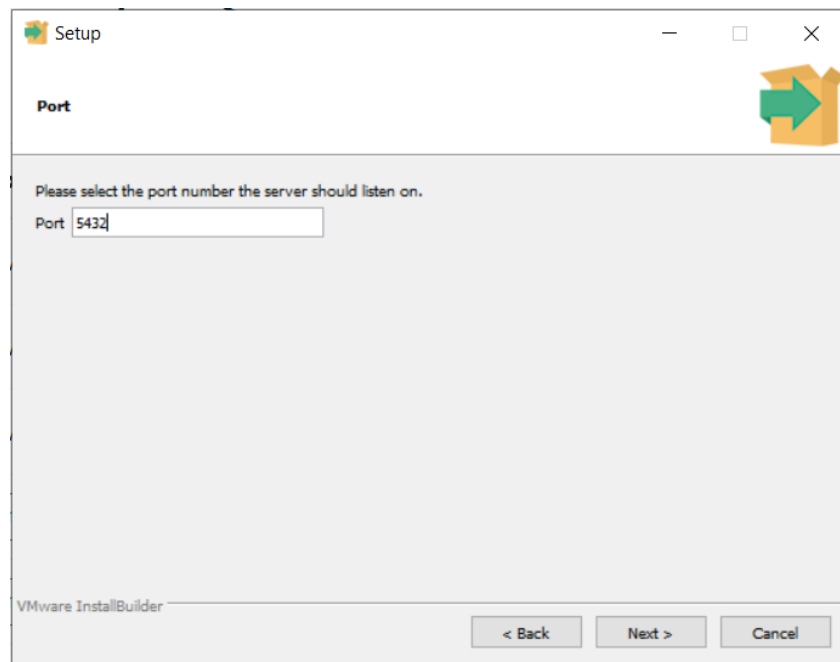 Setup
Port
Please select the port number the server should listen on.
Port 5432
VMware InstallBuilder
< Back Next > Cancel